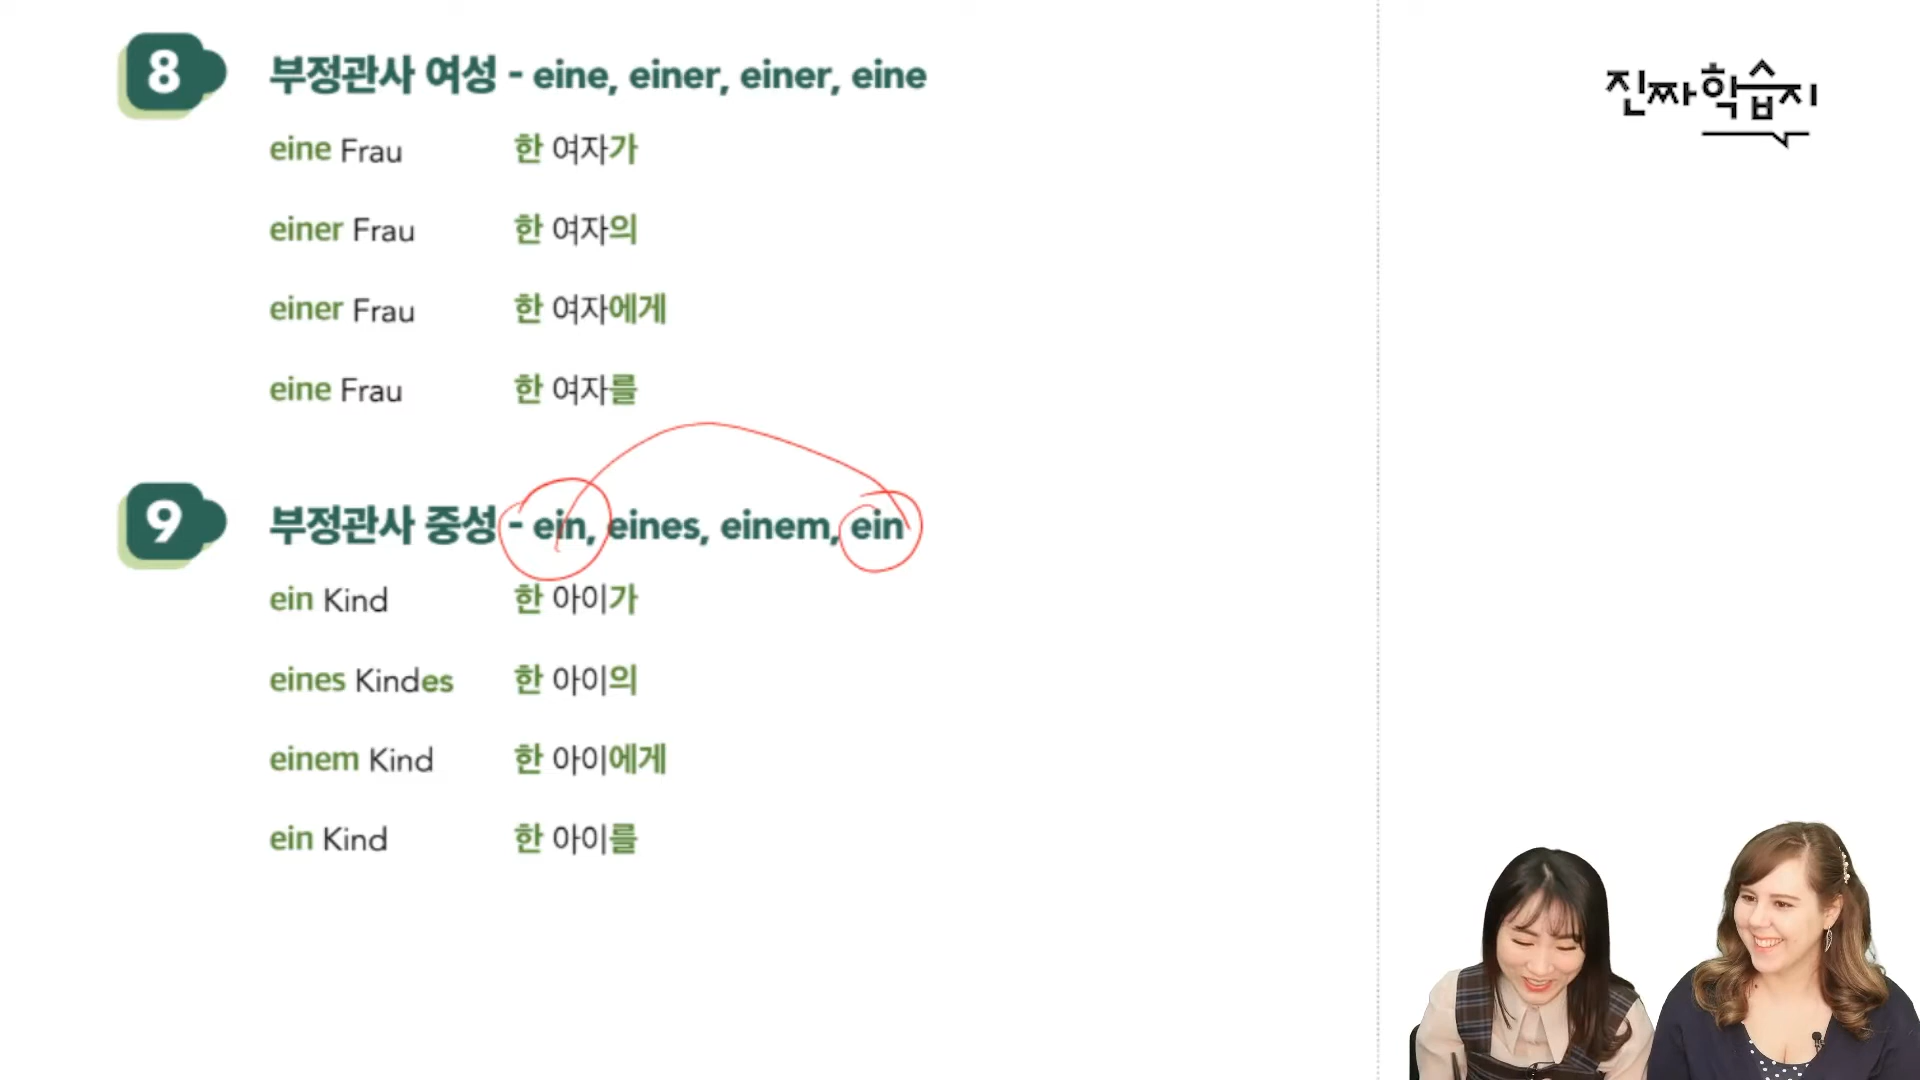 8 부정관사 여성 - eine, einer, einer, eine
진짜학습지
eine Frau 한 여자가
einer Frau 한 여자의
einer Frau 한 여자에게
eine Frau 한 여자를
9 부정관사 중성 - ein, eines, einem, ein
ein Kind 한 아이가
eines Kindes 한 아이의
einem Kind 한 아이에게
ein Kind 한 아이를